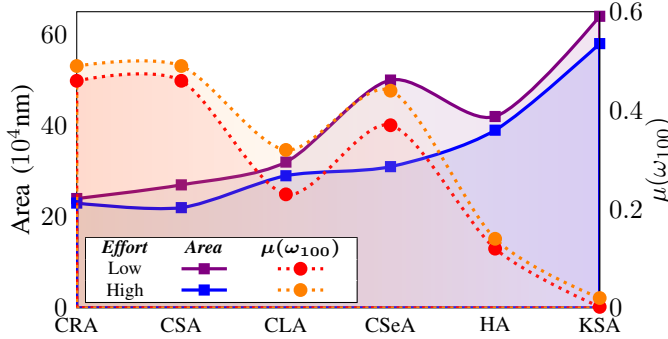 60
40
20
0
Area (10⁴nm)
0.6
0.4
0.2
0
μ(ω₁₀₀)
Effort Area μ(ω₁₀₀)
Low
High
CRA CSA CLA CSeA HA KSA